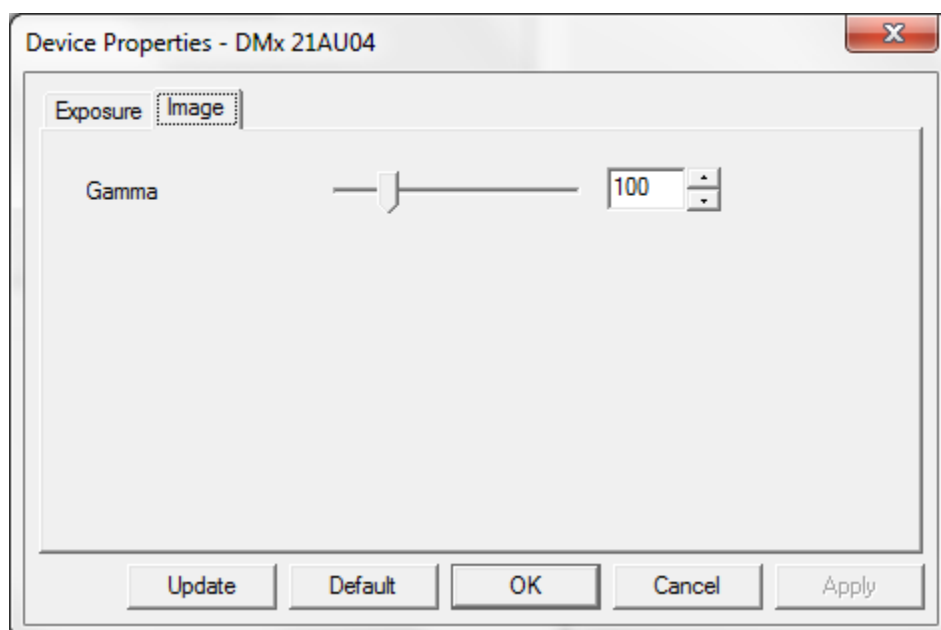 Device Properties - DMx 21AU04
Exposure Image
Gamma 100
Update Default OK Cancel Apply